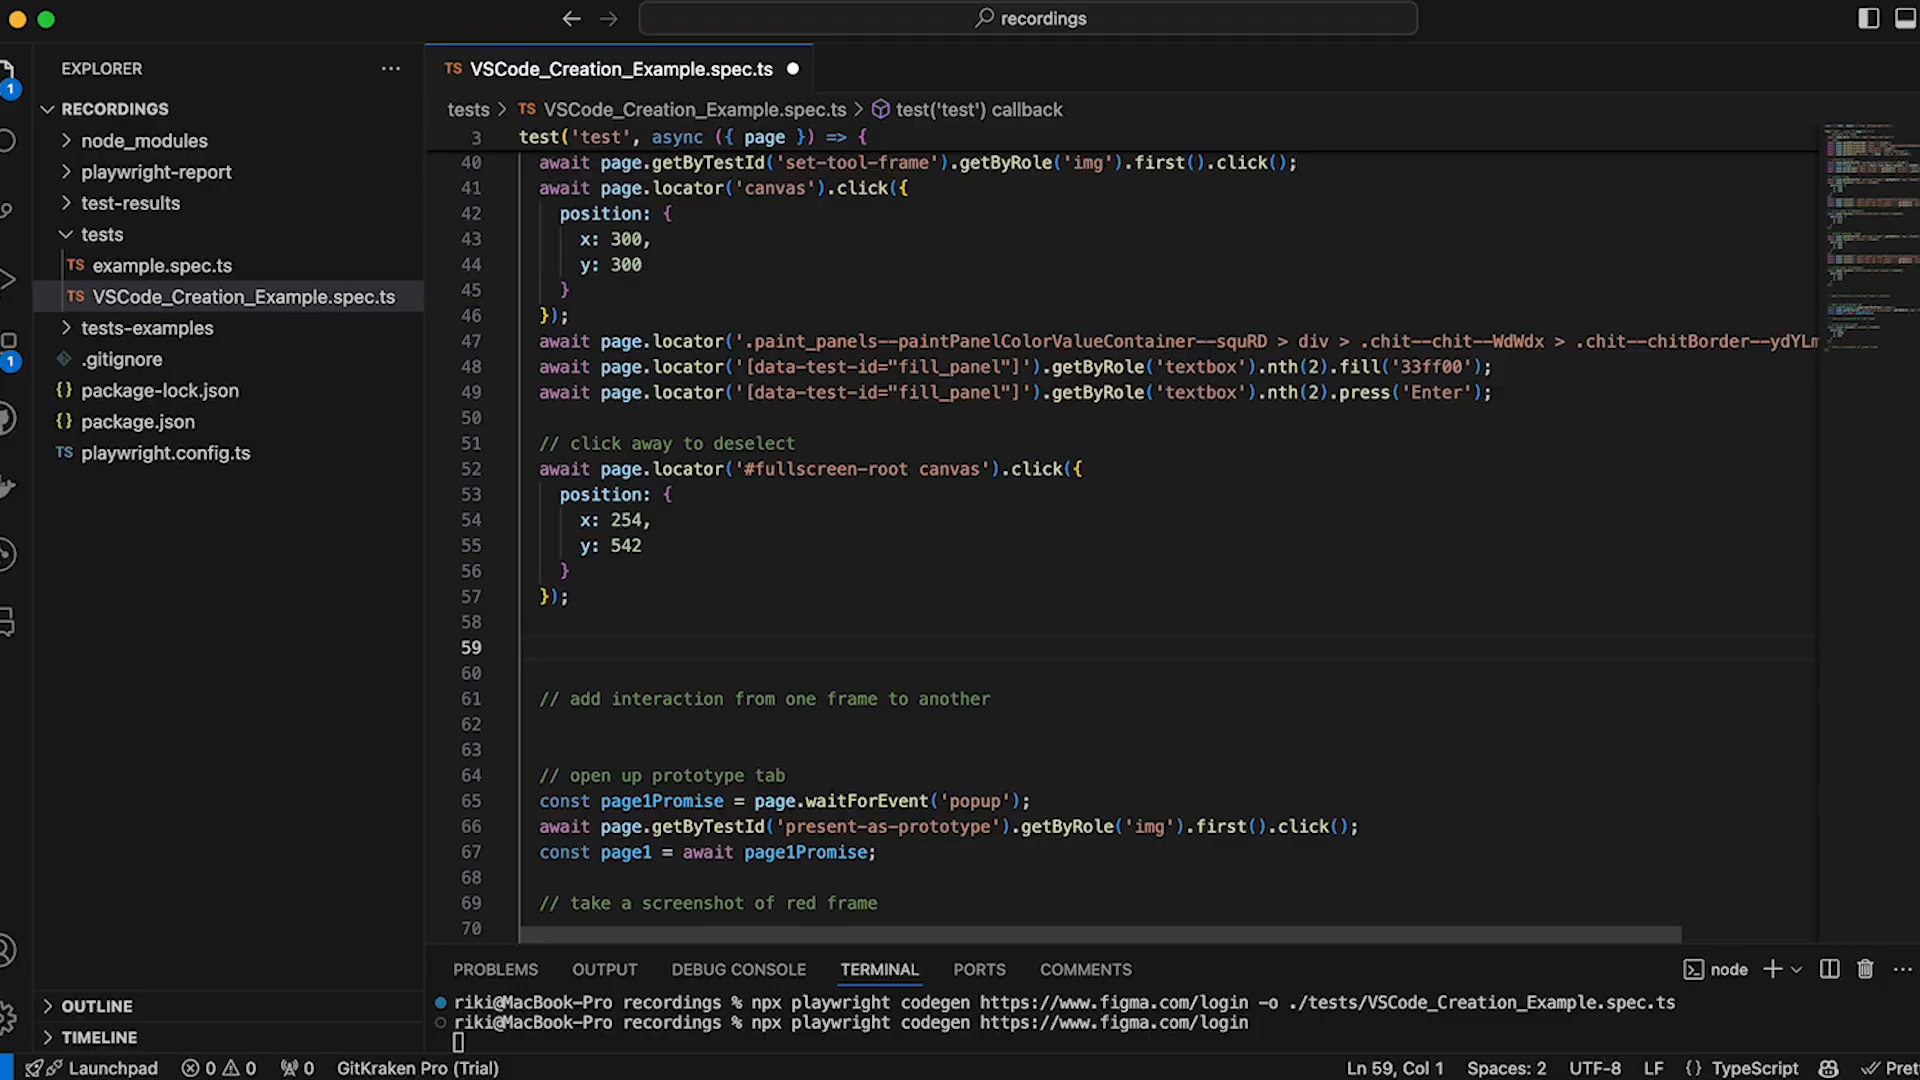 recordings
EXPLORER
TS VSCode_Creation_Example.spec.ts
RECORDINGS
tests > TS VSCode_Creation_Example.spec.ts > test('test') callback
3 test('test', async ({ page }) => {
node_modules
playwright-report
test-results
tests
TS example.spec.ts
TS VSCode_Creation_Example.spec.ts
tests-examples
.gitignore
{} package-lock.json
{} package.json
TS playwright.config.ts
OUTLINE
TIMELINE
1
1
40 await page.getByTestId('set-tool-frame').getByRole('img').first().click();
41 await page.locator('canvas').click({
42 position: {
43 x: 300,
44 y: 300
45 }
46 });
47 await page.locator('.paint_panels--paintPanelColorValueContainer--squRD > div > .chit--chit--WdWdx > .chit--chitBorder--ydYLm
48 await page.locator('[data-test-id="fill_panel"]').getByRole('textbox').nth(2).fill('33ff00');
49 await page.locator('[data-test-id="fill_panel"]').getByRole('textbox').nth(2).press('Enter');
50
51 // click away to deselect
52 await page.locator('#fullscreen-root canvas').click({
53 position: {
54 x: 254,
55 y: 542
56 }
57 });
58
59
60
61 // add interaction from one frame to another
62
63
64 // open up prototype tab
65 const page1Promise = page.waitForEvent('popup');
66 await page.getByTestId('present-as-prototype').getByRole('img').first().click();
67 const page1 = await page1Promise;
68
69 // take a screenshot of red frame
70
PROBLEMS OUTPUT DEBUG CONSOLE TERMINAL PORTS COMMENTS
node
riki@MacBook-Pro recordings % npx playwright codegen https://www.figma.com/login -o ./tests/VSCode_Creation_Example.spec.ts
riki@MacBook-Pro recordings % npx playwright codegen https://www.figma.com/login
Launchpad 0 0 0 GitKraken Pro (Trial) Ln 59, Col 1 Spaces: 2 UTF-8 LF {} TypeScript Pret